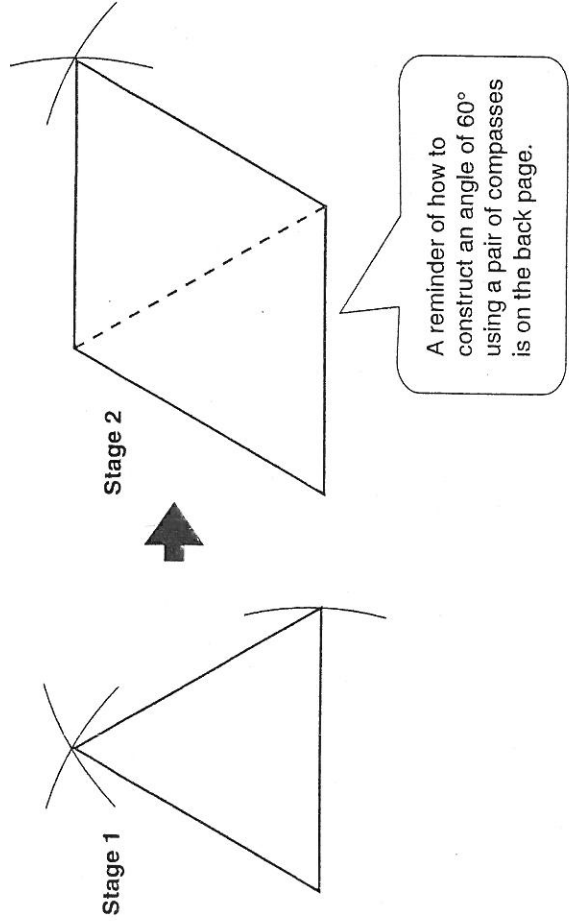 Stage 1
Stage 2
A reminder of how to
construct an angle of 60°
using a pair of compasses
is on the back page.